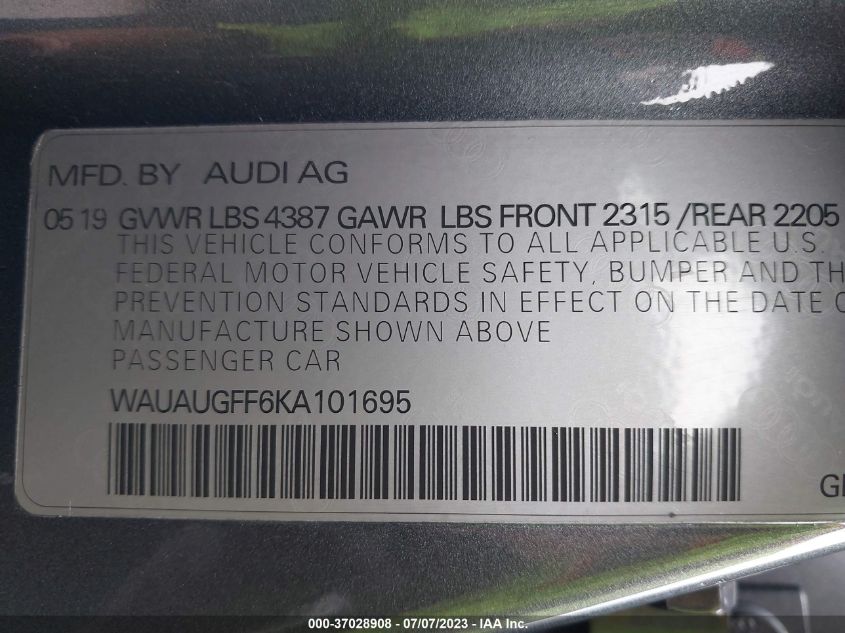 MFD. BY AUDI AG
05 19 GVWR LBS 4387 GAWR LBS FRONT 2315 /REAR 2205
THIS VEHICLE CONFORMS TO ALL APPLICABLE U.S.
FEDERAL MOTOR VEHICLE SAFETY, BUMPER AND
PREVENTION STANDARDS IN EFFECT ON THE DATE
MANUFACTURE SHOWN ABOVE
PASSENGER CAR
WAUAUGFF6KA101695
000-37028908 - 07/07/2023 - IAA Inc.